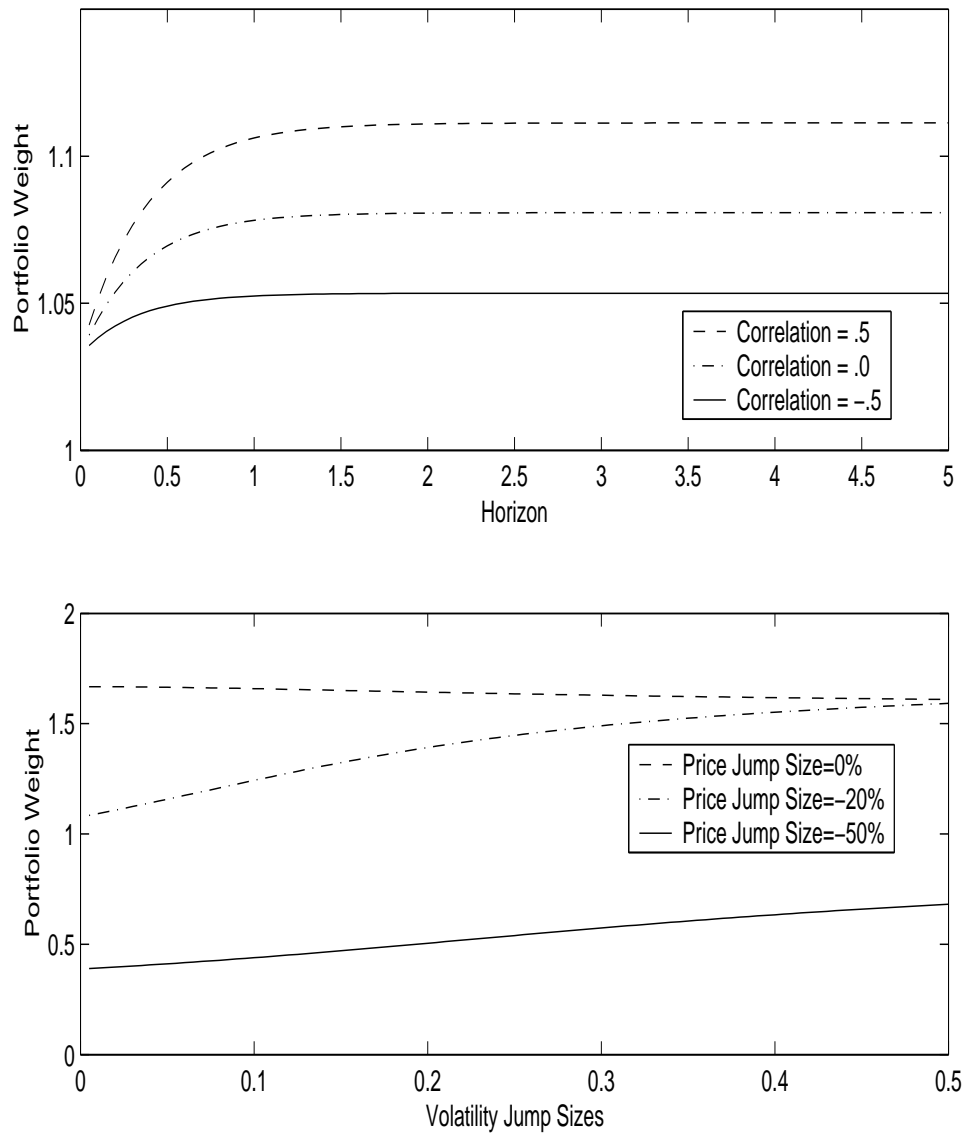 Portfolio Weight
1.1
1.05
1
Correlation = .5
Correlation = .0
Correlation = −.5
0 0.5 1 1.5 2 2.5 3 3.5 4 4.5 5
Horizon
Portfolio Weight
2
1.5
1
0.5
0
Price Jump Size=0%
Price Jump Size=−20%
Price Jump Size=−50%
0 0.1 0.2 0.3 0.4 0.5
Volatility Jump Sizes